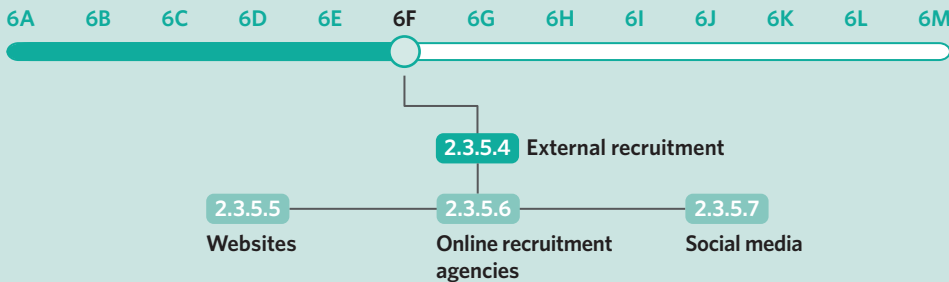 6A 6B 6C 6D 6E 6F 6G 6H 6I 6J 6K 6L 6M
2.3.5.4 External recruitment
2.3.5.5 2.3.5.6 2.3.5.7
Websites Online recruitment Social media
agencies